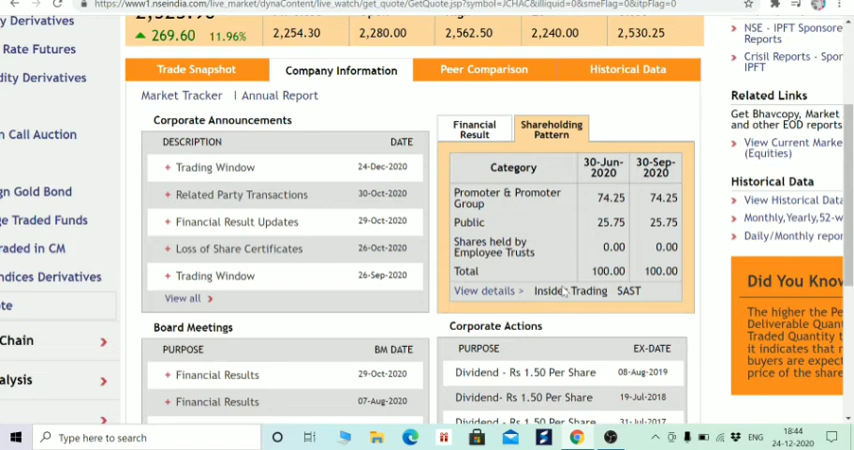 https://www1.nseindia.com/live_market/dynaContent/live_watch/get_quote/GetQuote.jsp?symbol=JCHAC&illiquid=0&smeFlag=0&itpFlag=0
269.60 11.96% 2,254.30 2,280.00 2,562.50 2,240.00 2,530.25
Trade Snapshot Company Information Peer Comparison Historical Data
Market Tracker | Annual Report
Corporate Announcements
DESCRIPTION DATE
+ Trading Window 24-Dec-2020
+ Related Party Transactions 30-Oct-2020
+ Financial Result Updates 29-Oct-2020
+ Loss of Share Certificates 26-Oct-2020
+ Trading Window 26-Sep-2020
View all >
Board Meetings
PURPOSE BM DATE
+ Financial Results 29-Oct-2020
+ Financial Results 07-Aug-2020
Financial Result
Shareholding Pattern
Category 30-Jun-2020 30-Sep-2020
Promoter & Promoter Group 74.25 74.25
Public 25.75 25.75
Shares held by Employee Trusts 0.00 0.00
Total 100.00 100.00
View details > Insider Trading SAST
Corporate Actions
PURPOSE EX-DATE
Dividend - Rs 1.50 Per Share 08-Aug-2019
Dividend - Rs 1.50 Per Share 19-Jul-2018
Dividend - Rs 1.50 Per Share 31-Jul-2017
y Derivatives
Rate Futures
dity Derivatives
n Call Auction
gn Gold Bond
ge Traded Funds
raded in CM
ndices Derivatives
te
Chain
alysis
NSE - IPFT Sponsore
Reports
Crisil Reports - Spor
IPFT
Related Links
Get Bhavcopy, Market
and other EOD reports
View Current Marke
(Equities)
Historical Data
View Historical Data
Monthly,Yearly,52-w
Daily/Monthly repor
Did You Know
The higher the Pe
Deliverable Quan
Traded Quantity t
it indicates that m
buyers are expect
price of the share
Type here to search
ENG
18:44
24-12-2020